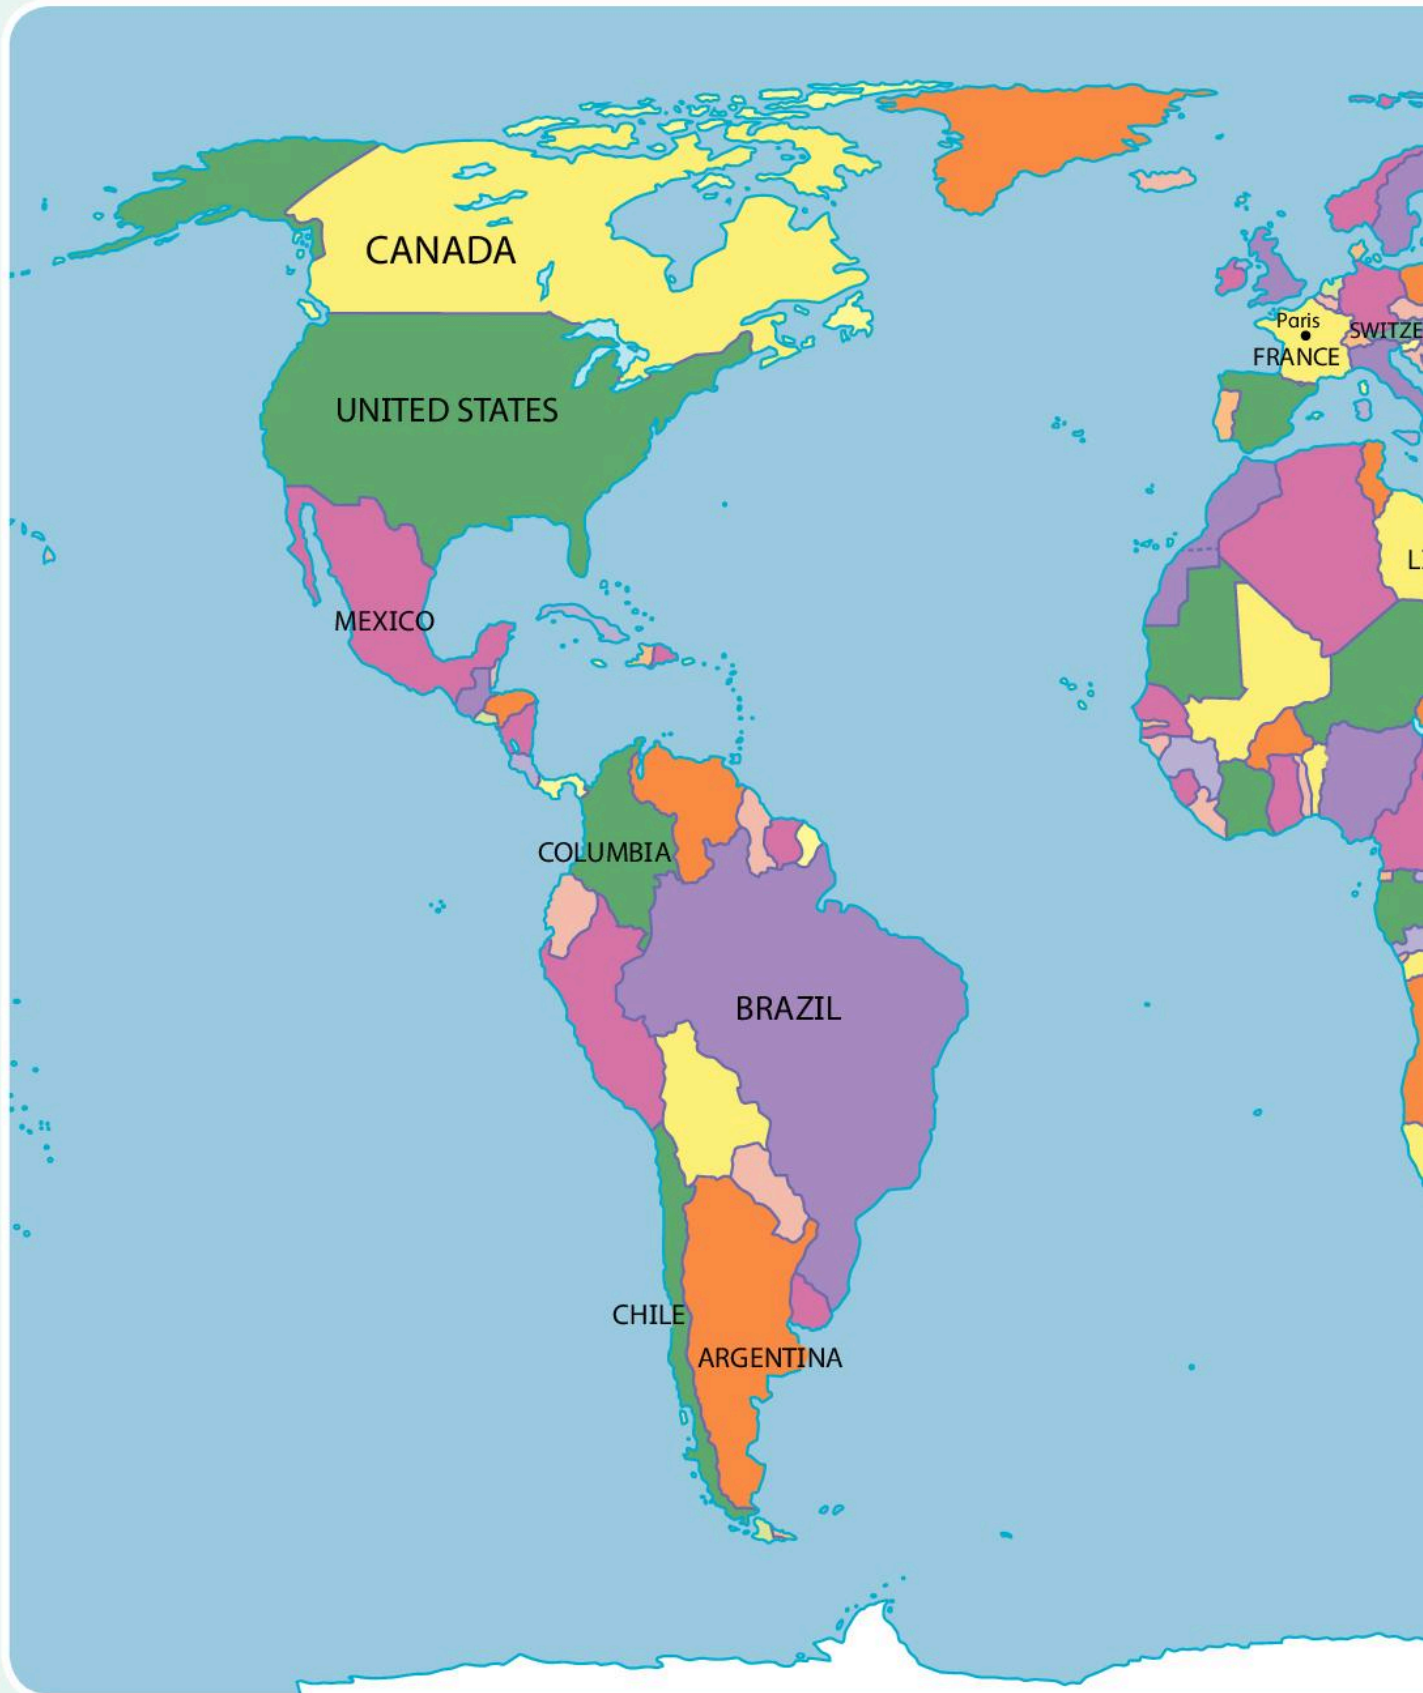 CANADA
UNITED STATES
MEXICO
COLUMBIA
BRAZIL
CHILE
ARGENTINA
Paris
FRANCE
SWITZE
L